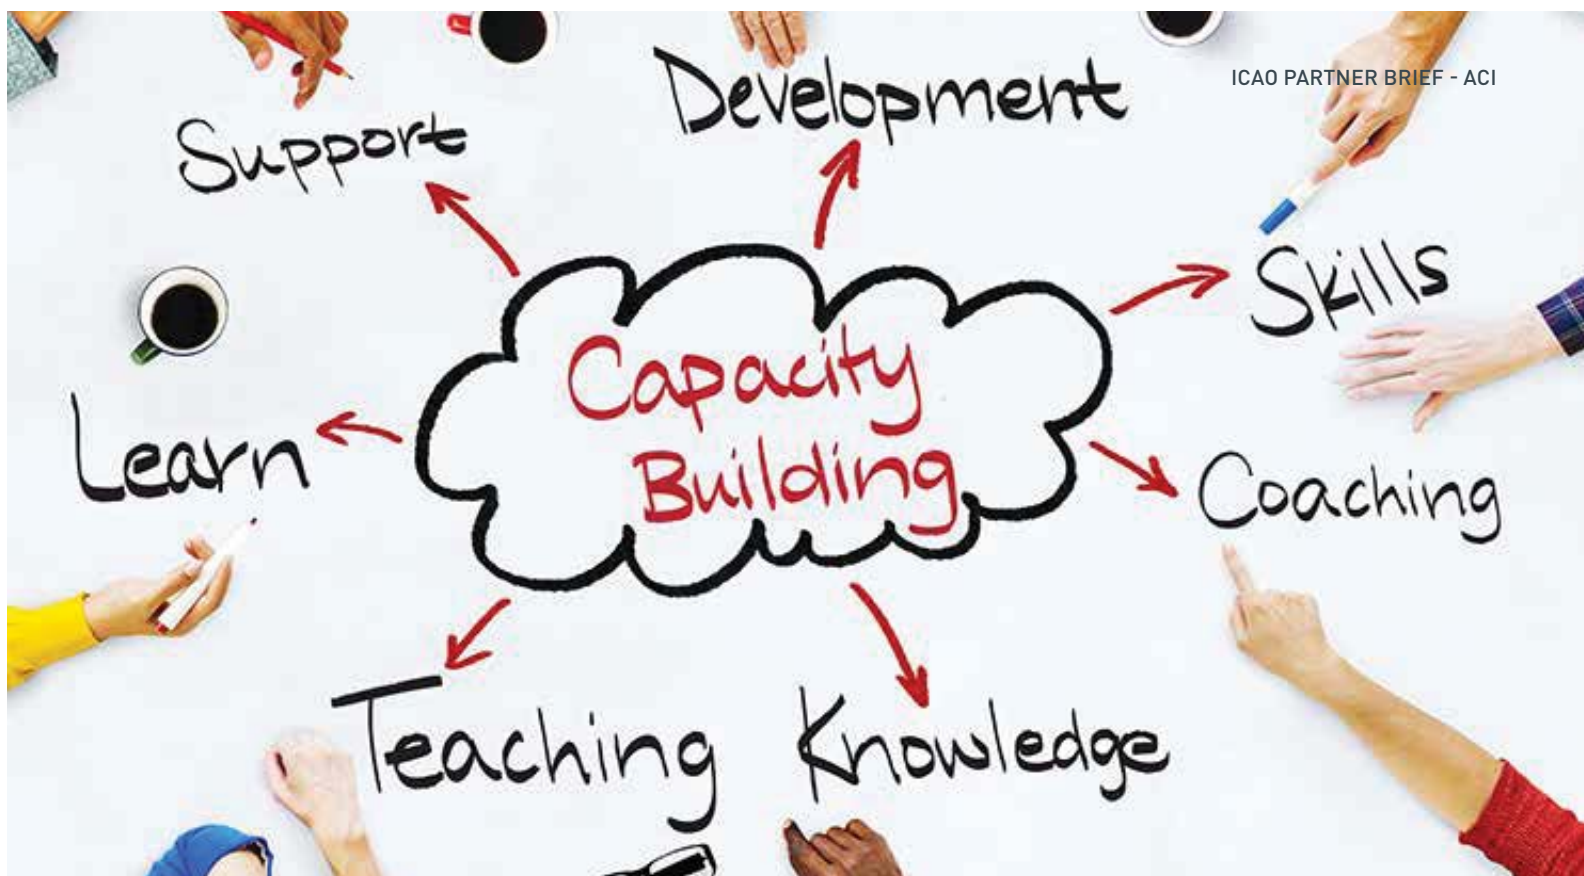 ICAO PARTNER BRIEF - ACI
Development
Support
Skills
Capacity
Building
Learn
Coaching
Teaching
Knowledge